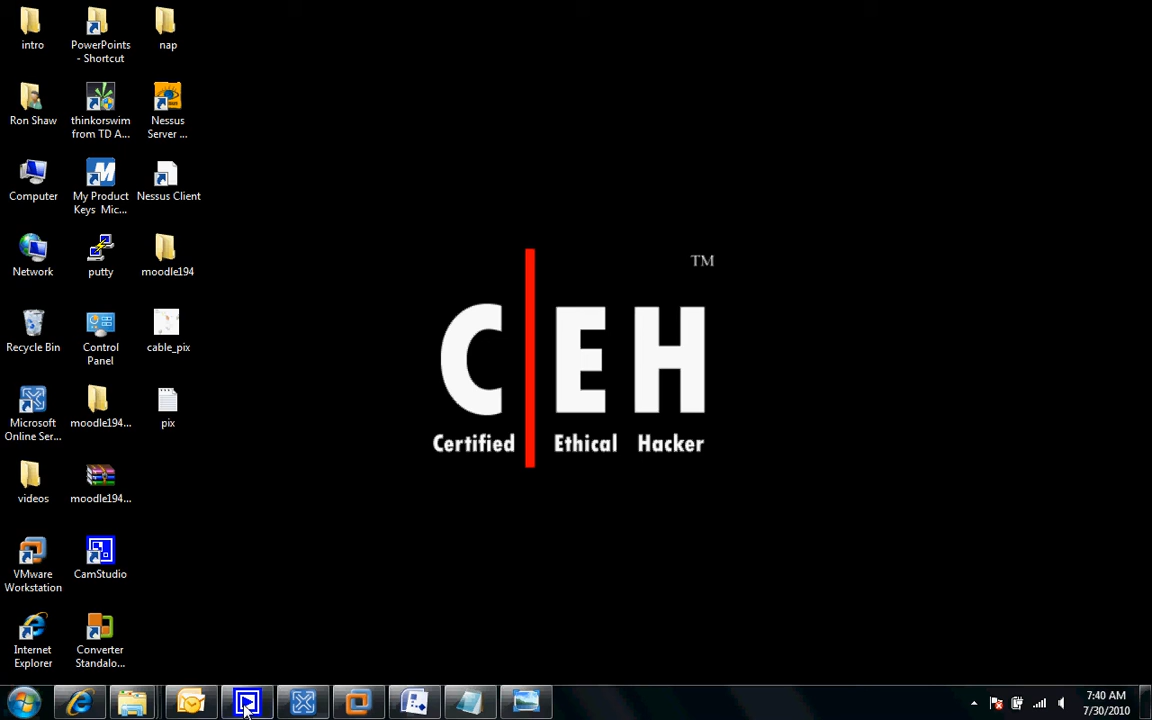 intro
PowerPoints
- Shortcut
nap
Ron Shaw
thinkorswim
from TD A...
Nessus
Server ...
Computer
My Product
Keys Mic...
Nessus Client
Network
putty
moodle194
Recycle Bin
Control
Panel
cable_pix
Microsoft
Online Ser...
moodle194...
pix
videos
moodle194...
VMware
Workstation
CamStudio
Internet
Explorer
Converter
Standalo...
TM
C EH
Certified Ethical Hacker
7:40 AM
7/30/2010